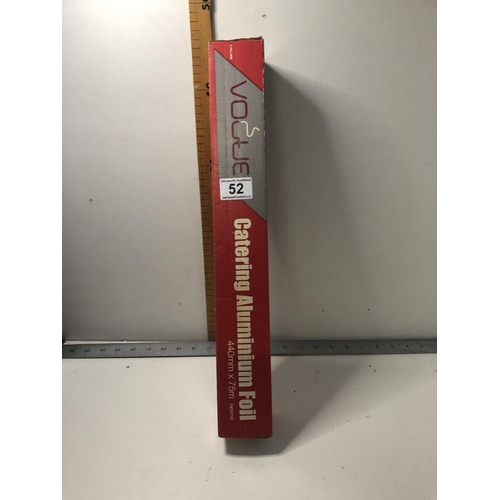 VOGUE
52
Catering Aluminium Foil
440mm x 75m